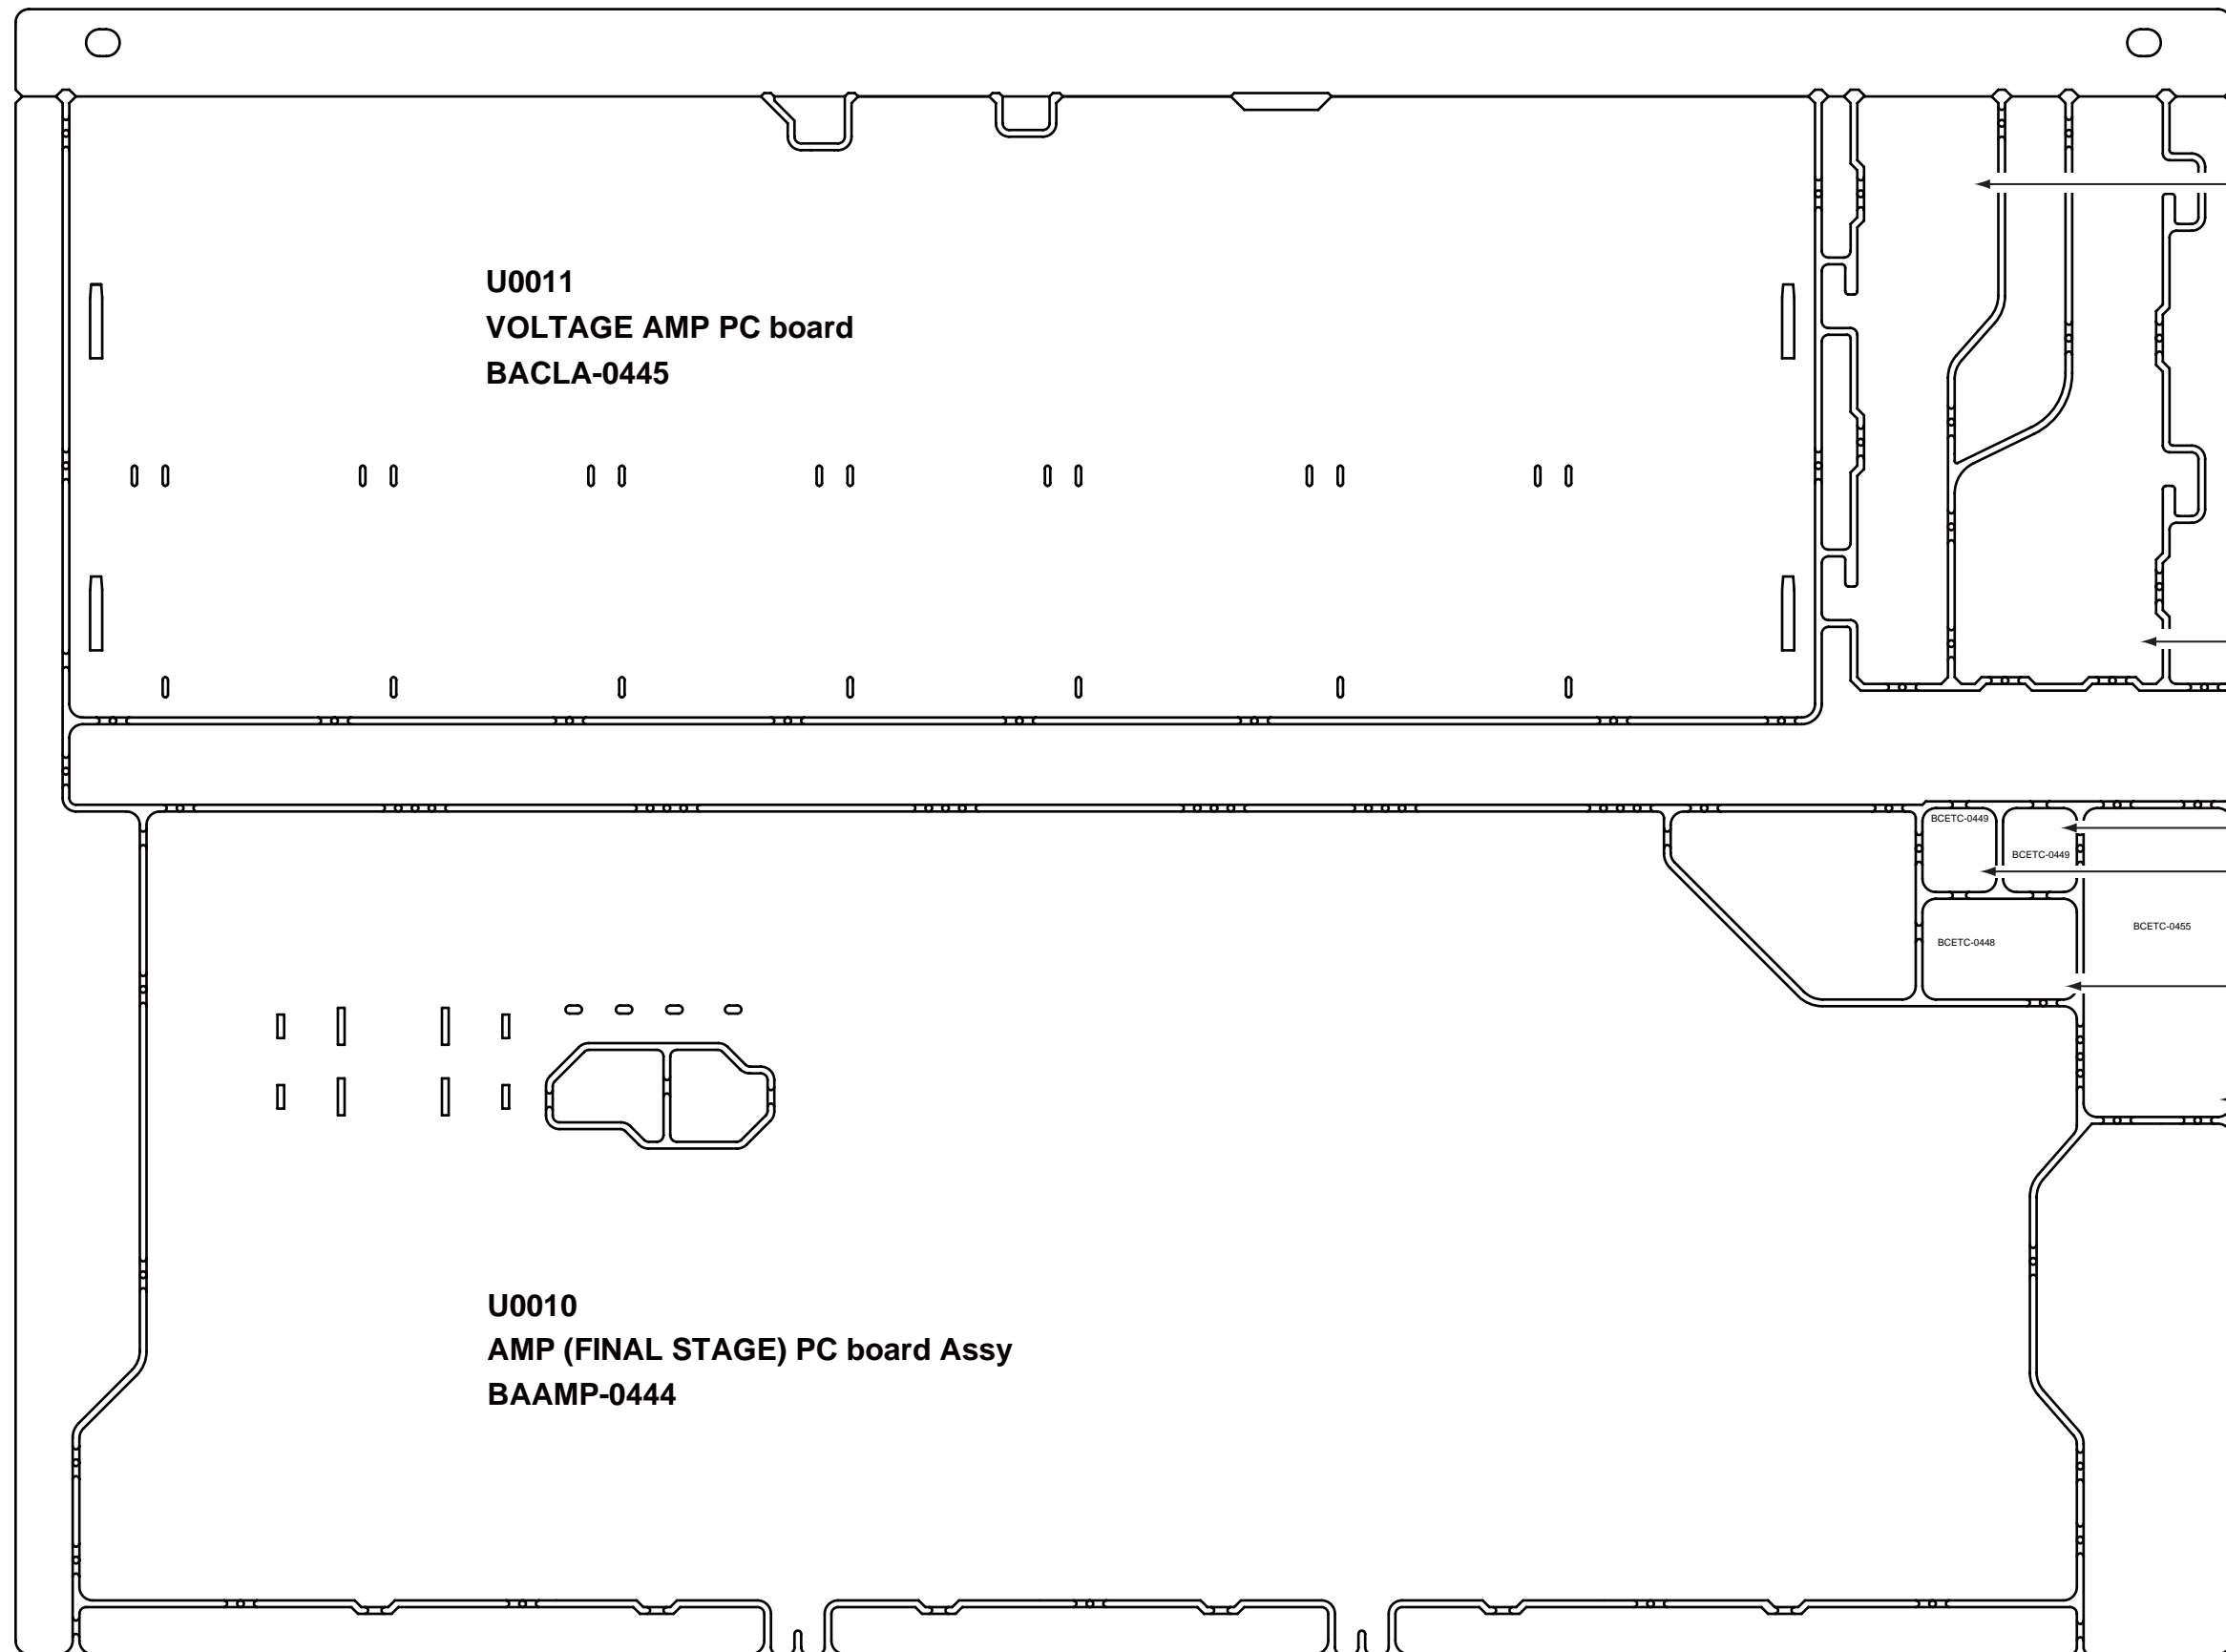 U0011
VOLTAGE AMP PC board
BACLA-0445
BCETC-0449
BCETC-0449
BCETC-0455
BCETC-0448
U0010
AMP (FINAL STAGE) PC board Assy
BAAMP-0444